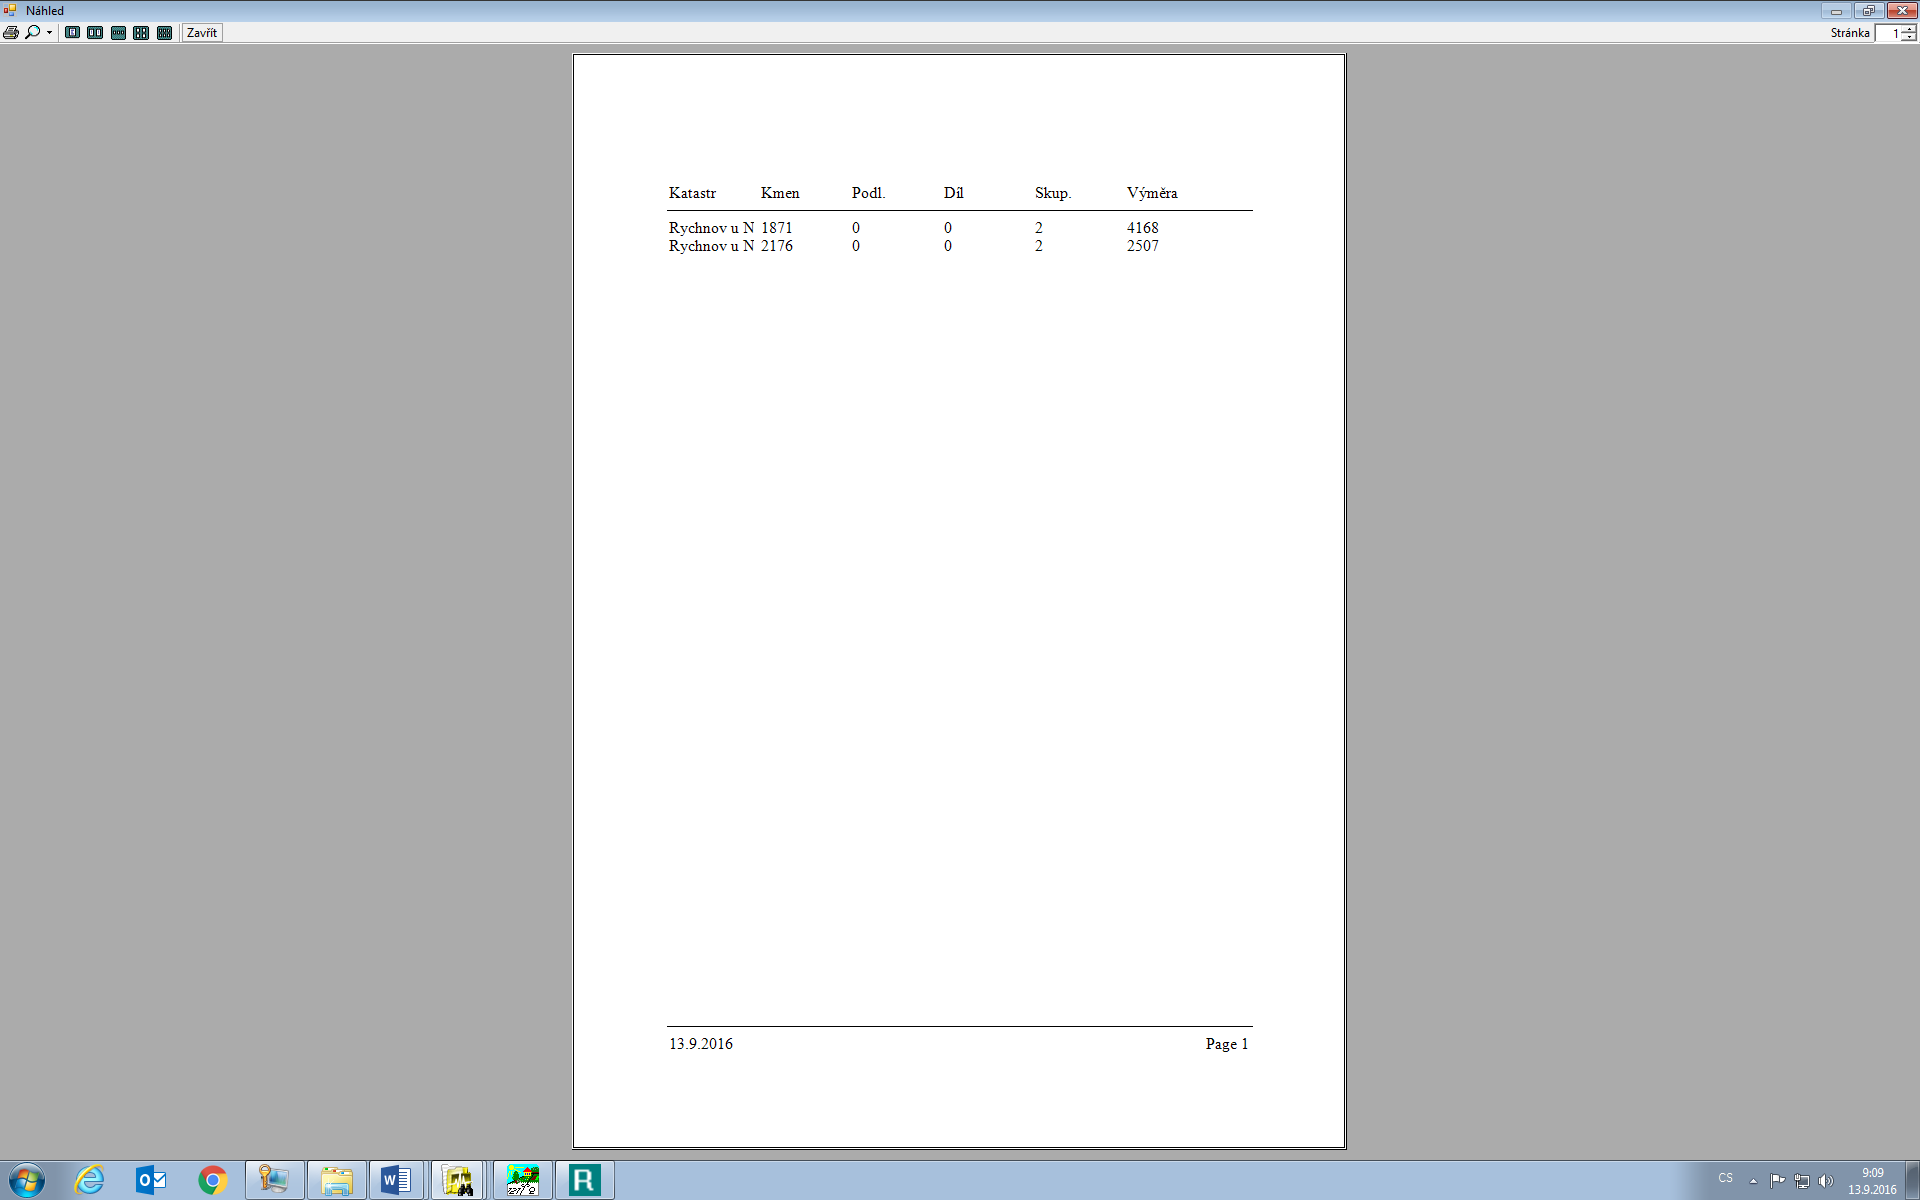 Náhled
Zavřít
Stránka 1
Katastr Kmen Podl. Díl Skup. Výměra
Rychnov u N 1871 0 0 2 4168
Rychnov u N 2176 0 0 2 2507
13.9.2016 Page 1
CS 9:09
13.9.2016